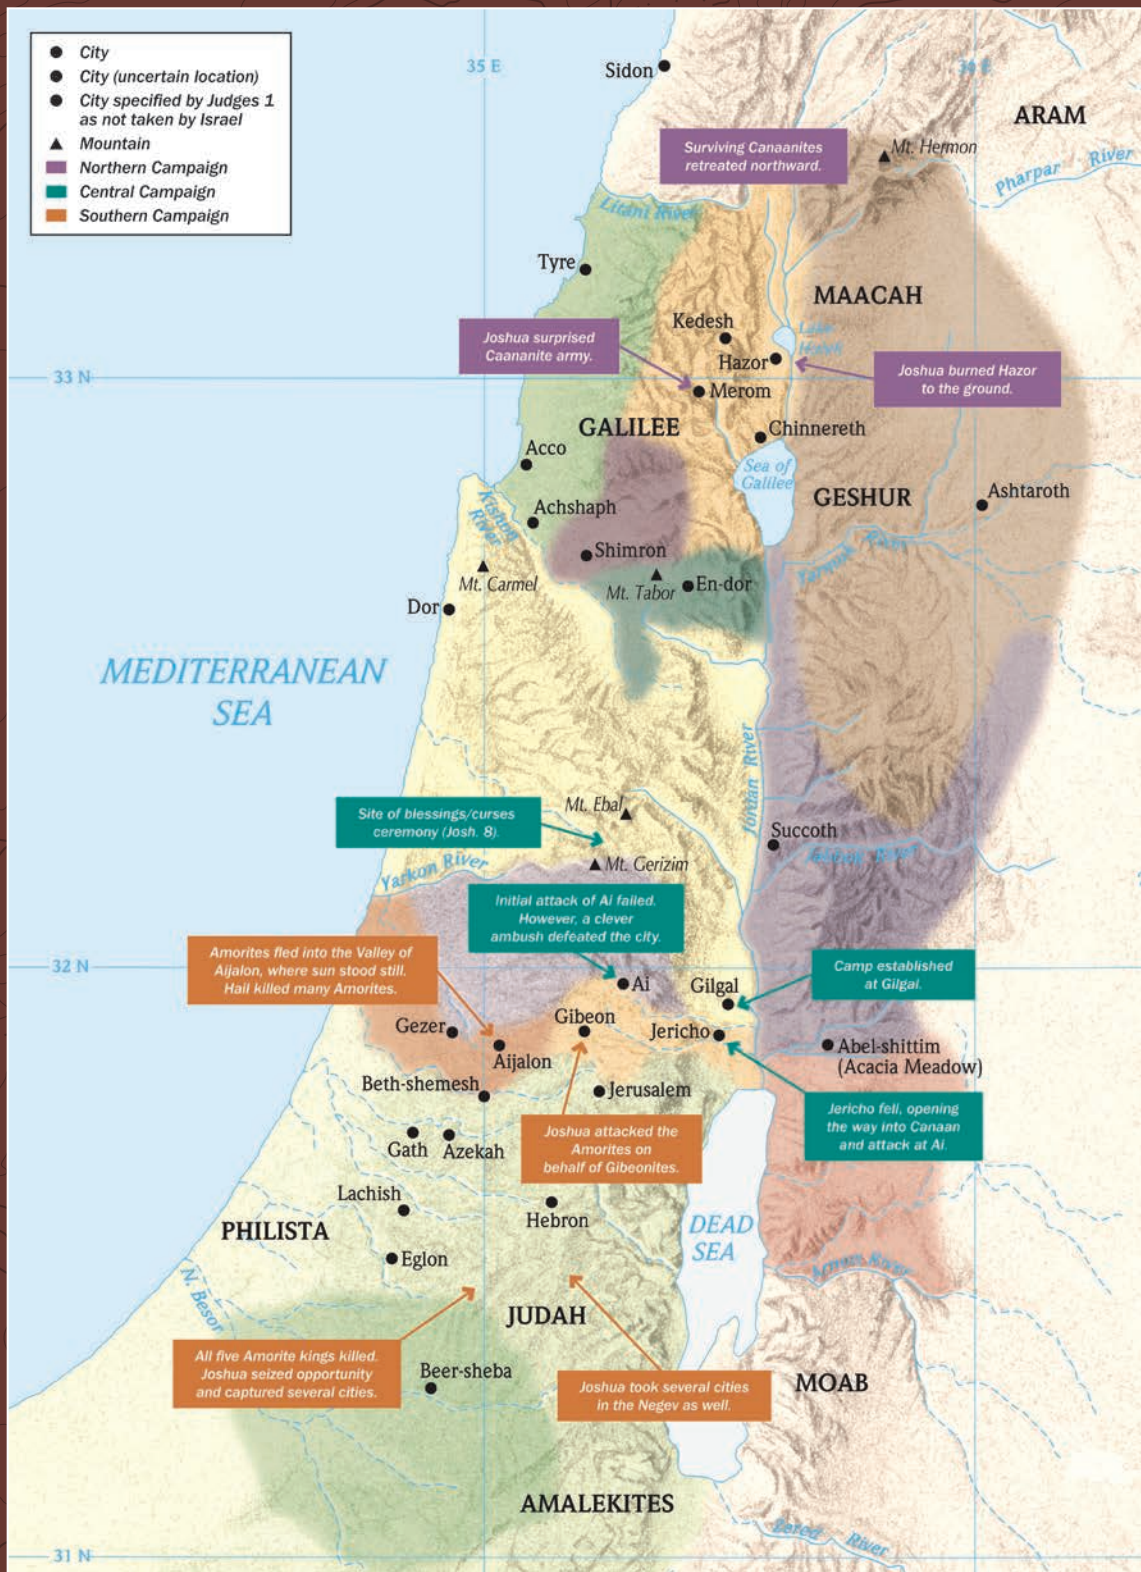 City
City (uncertain location)
City specified by Judges 1
as not taken by Israel
Mountain
Northern Campaign
Central Campaign
Southern Campaign
35 E
Sidon
ARAM
Surviving Canaanites
retreated northward.
Mt. Hermon
Pharpar River
Litani River
Tyre
MAACAH
Kedesh
Lake
Joshua surprised
Caananite army.
Hazor
Joshua burned Hazor
to the ground.
33 N
Merom
GALILEE
Chinnereth
Acco
Sea of
Galilee
GESHUR
Ashtaroth
Kishon
River
Achshaph
Shimron
Yarmuk River
Mt. Carmel
Mt. Tabor
En-dor
Dor
MEDITERRANEAN
SEA
Jordan River
Mt. Ebal
Site of blessings/curses
ceremony (Josh. 8).
Succoth
Jabbok River
Mt. Gerizim
Yarkon River
Initial attack of Ai failed.
However, a clever
ambush defeated the city.
Amorites fled into the Valley of
Aijalon, where sun stood still.
Hail killed many Amorites.
32 N
Camp established
at Gilgal.
Ai
Gilgal
Gezer
Gibeon
Jericho
Aijalon
Abel-shittim
(Acacia Meadow)
Beth-shemesh
Jerusalem
Jericho fell, opening
the way into Canaan
and attack at Ai.
Joshua attacked the
Amorites on
behalf of Gibeonites.
Gath
Azekah
Lachish
Hebron
PHILISTA
DEAD
SEA
Eglon
Arnon River
N. Besor
JUDAH
All five Amorite kings killed.
Joshua seized opportunity
and captured several cities.
Beer-sheba
Joshua took several cities
in the Negev as well.
MOAB
AMALEKITES
Zered River
31 N